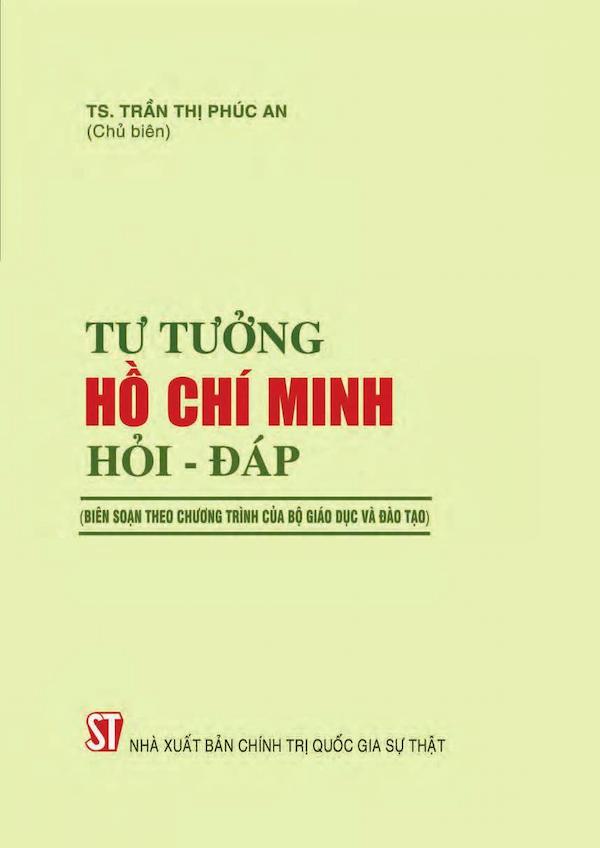 TS. TRẦN THỊ PHÚC AN
(Chủ biên)
TƯ TƯỞNG
HỒ CHÍ MINH
HỎI - ĐÁP
(BIÊN SOẠN THEO CHƯƠNG TRÌNH CỦA BỘ GIÁO DỤC VÀ ĐÀO TẠO)
ST NHÀ XUẤT BẢN CHÍNH TRỊ QUỐC GIA SỰ THẬT